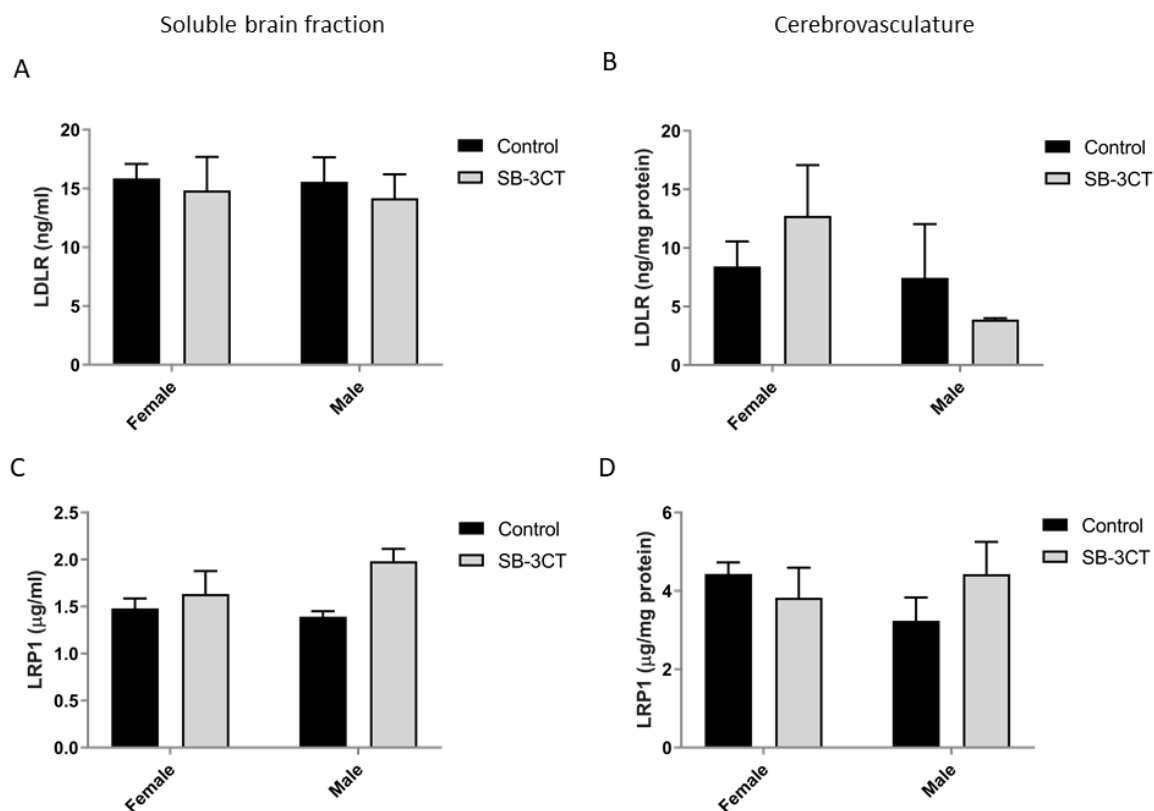 Soluble brain fraction
Cerebrovasculature
A
LDLR (ng/ml)
20
15
10
5
0
Female
Male
Control
SB-3CT
B
LDLR (ng/mg protein)
20
15
10
5
0
Female
Male
Control
SB-3CT
C
LRP1 (μg/ml)
2.5
2.0
1.5
1.0
0.5
0.0
Female
Male
Control
SB-3CT
D
LRP1 (μg/mg protein)
6
4
2
0
Female
Male
Control
SB-3CT